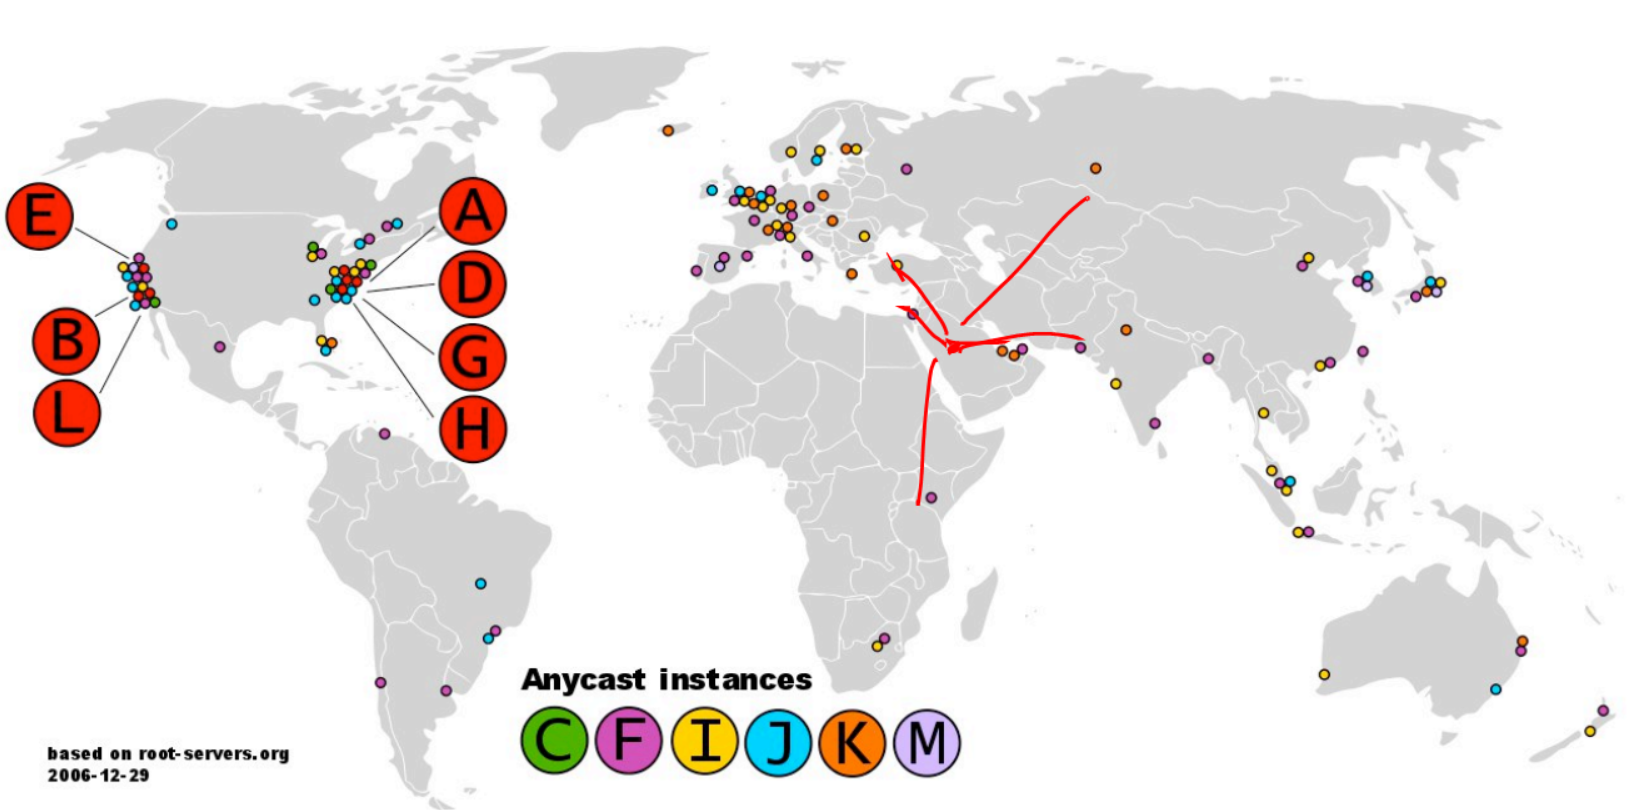 E
B
L
A
D
G
H
Anycast instances
C F I J K M
based on root-servers.org
2006-12-29